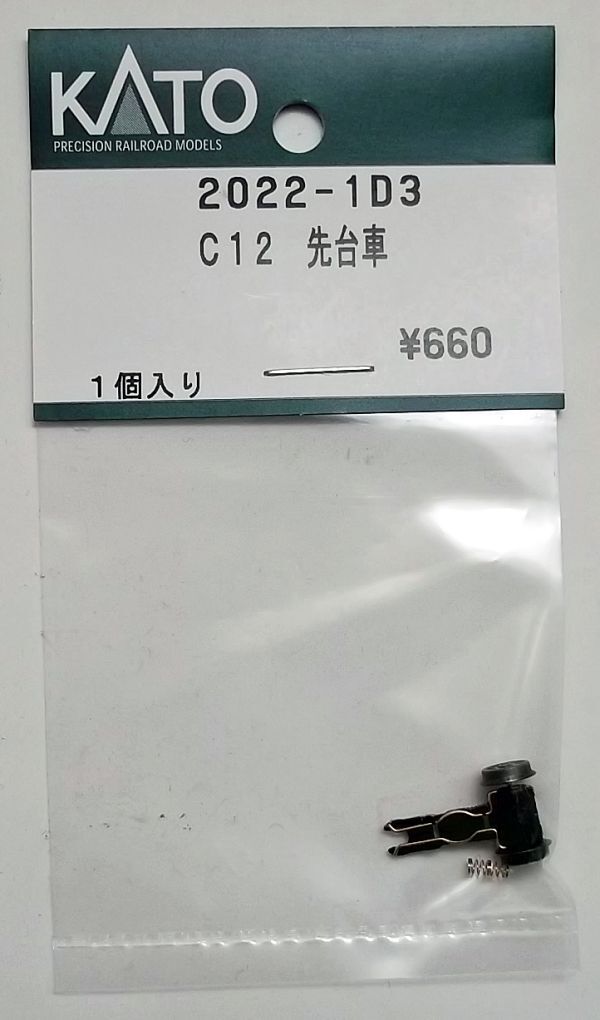 KATO
PRECISION RAILROAD MODELS
2022-1D3
C12 先台車
¥660
1個入り